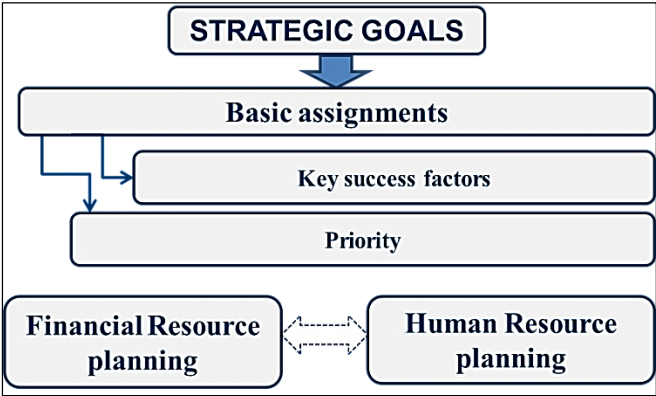 STRATEGIC GOALS
Basic assignments
Key success factors
Priority
Financial Resource
planning
Human Resource
planning